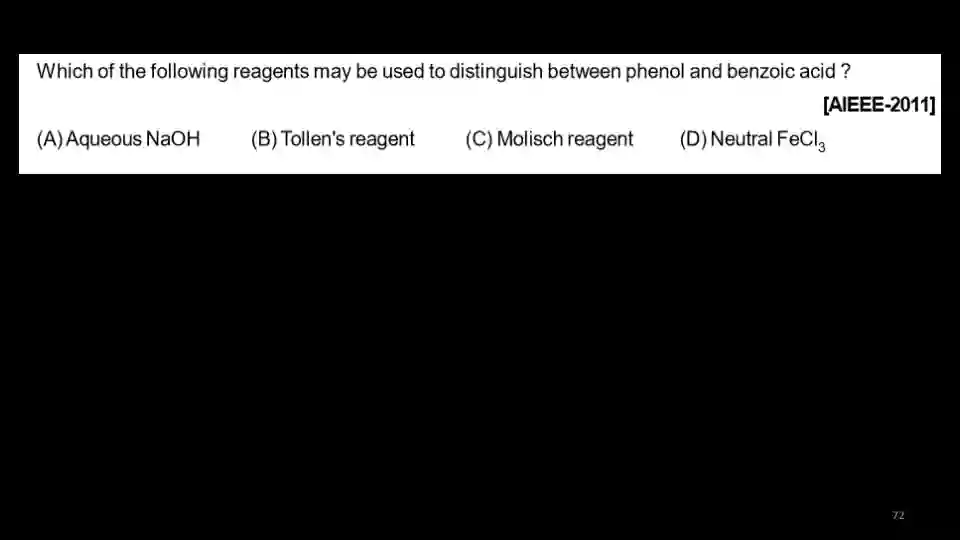 Which of the following reagents may be used to distinguish between phenol and benzoic acid ?
[AIEEE-2011]
(A) Aqueous NaOH (B) Tollen's reagent (C) Molisch reagent (D) Neutral FeCl₃
72